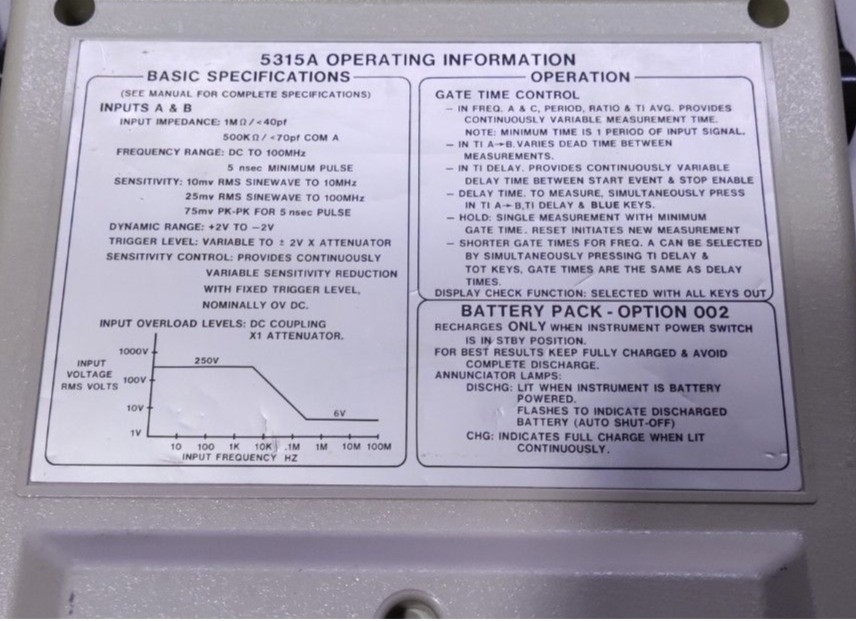 5315A OPERATING INFORMATION
BASIC SPECIFICATIONS
(SEE MANUAL FOR COMPLETE SPECIFICATIONS)
INPUTS A & B
INPUT IMPEDANCE: 1MΩ/<40pf
500KΩ/<70pf COM A
FREQUENCY RANGE: DC TO 100MHz
5 nsec MINIMUM PULSE
SENSITIVITY: 10mv RMS SINEWAVE TO 10MHz
25mv RMS SINEWAVE TO 100MHz
75mv PK-PK FOR 5 nsec PULSE
DYNAMIC RANGE: +2V TO −2V
TRIGGER LEVEL: VARIABLE TO ± 2V X ATTENUATOR
SENSITIVITY CONTROL: PROVIDES CONTINUOUSLY
VARIABLE SENSITIVITY REDUCTION
WITH FIXED TRIGGER LEVEL,
NOMINALLY 0V DC.
INPUT OVERLOAD LEVELS: DC COUPLING
X1 ATTENUATOR.
INPUT
VOLTAGE
RMS VOLTS
1000V
100V
10V
1V
250V
6V
10 100 1K 10K .1M 1M 10M 100M
INPUT FREQUENCY HZ
OPERATION
GATE TIME CONTROL
– IN FREQ. A & C, PERIOD, RATIO & TI AVG. PROVIDES
CONTINUOUSLY VARIABLE MEASUREMENT TIME.
NOTE: MINIMUM TIME IS 1 PERIOD OF INPUT SIGNAL.
– IN TI A→B. VARIES DEAD TIME BETWEEN
MEASUREMENTS.
– IN TI DELAY. PROVIDES CONTINUOUSLY VARIABLE
DELAY TIME BETWEEN START EVENT & STOP ENABLE
– DELAY TIME. TO MEASURE, SIMULTANEOUSLY PRESS
IN TI A→B,TI DELAY & BLUE KEYS.
– HOLD: SINGLE MEASUREMENT WITH MINIMUM
GATE TIME. RESET INITIATES NEW MEASUREMENT
– SHORTER GATE TIMES FOR FREQ. A CAN BE SELECTED
BY SIMULTANEOUSLY PRESSING TI DELAY &
TOT KEYS, GATE TIMES ARE THE SAME AS DELAY
TIMES.
DISPLAY CHECK FUNCTION: SELECTED WITH ALL KEYS OUT
BATTERY PACK - OPTION 002
RECHARGES ONLY WHEN INSTRUMENT POWER SWITCH
IS IN STBY POSITION.
FOR BEST RESULTS KEEP FULLY CHARGED & AVOID
COMPLETE DISCHARGE.
ANNUNCIATOR LAMPS:
DISCHG: LIT WHEN INSTRUMENT IS BATTERY
POWERED.
FLASHES TO INDICATE DISCHARGED
BATTERY (AUTO SHUT-OFF)
CHG: INDICATES FULL CHARGE WHEN LIT
CONTINUOUSLY.